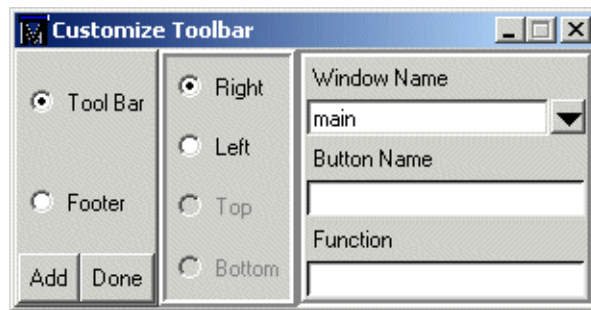 Customize Toolbar
Tool Bar
Footer
Add Done
Right
Left
Top
Bottom
Window Name
main
Button Name
Function